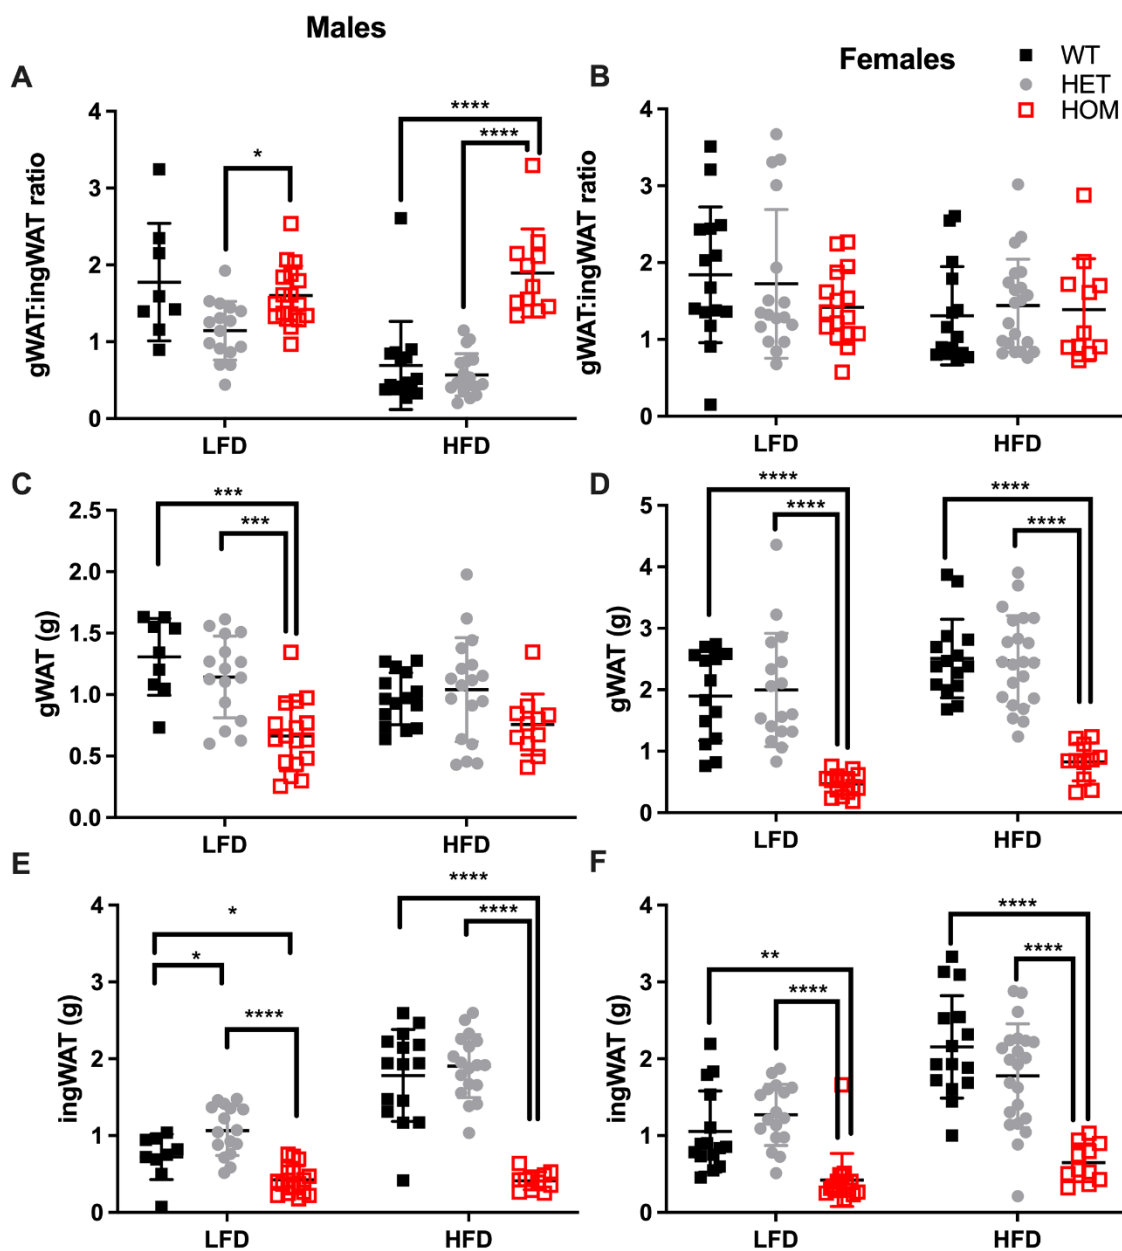 Males
Females
WT
HET
HOM
A
gWAT:ingWAT ratio
4
3
2
1
0
*
****
****
LFD
HFD
B
gWAT:ingWAT ratio
4
3
2
1
0
LFD
HFD
C
gWAT (g)
2.5
2.0
1.5
1.0
0.5
0.0
***
***
LFD
HFD
D
gWAT (g)
5
4
3
2
1
0
****
****
****
****
LFD
HFD
E
ingWAT (g)
4
3
2
1
0
*
*
****
****
****
LFD
HFD
F
ingWAT (g)
4
3
2
1
0
**
****
****
****
LFD
HFD